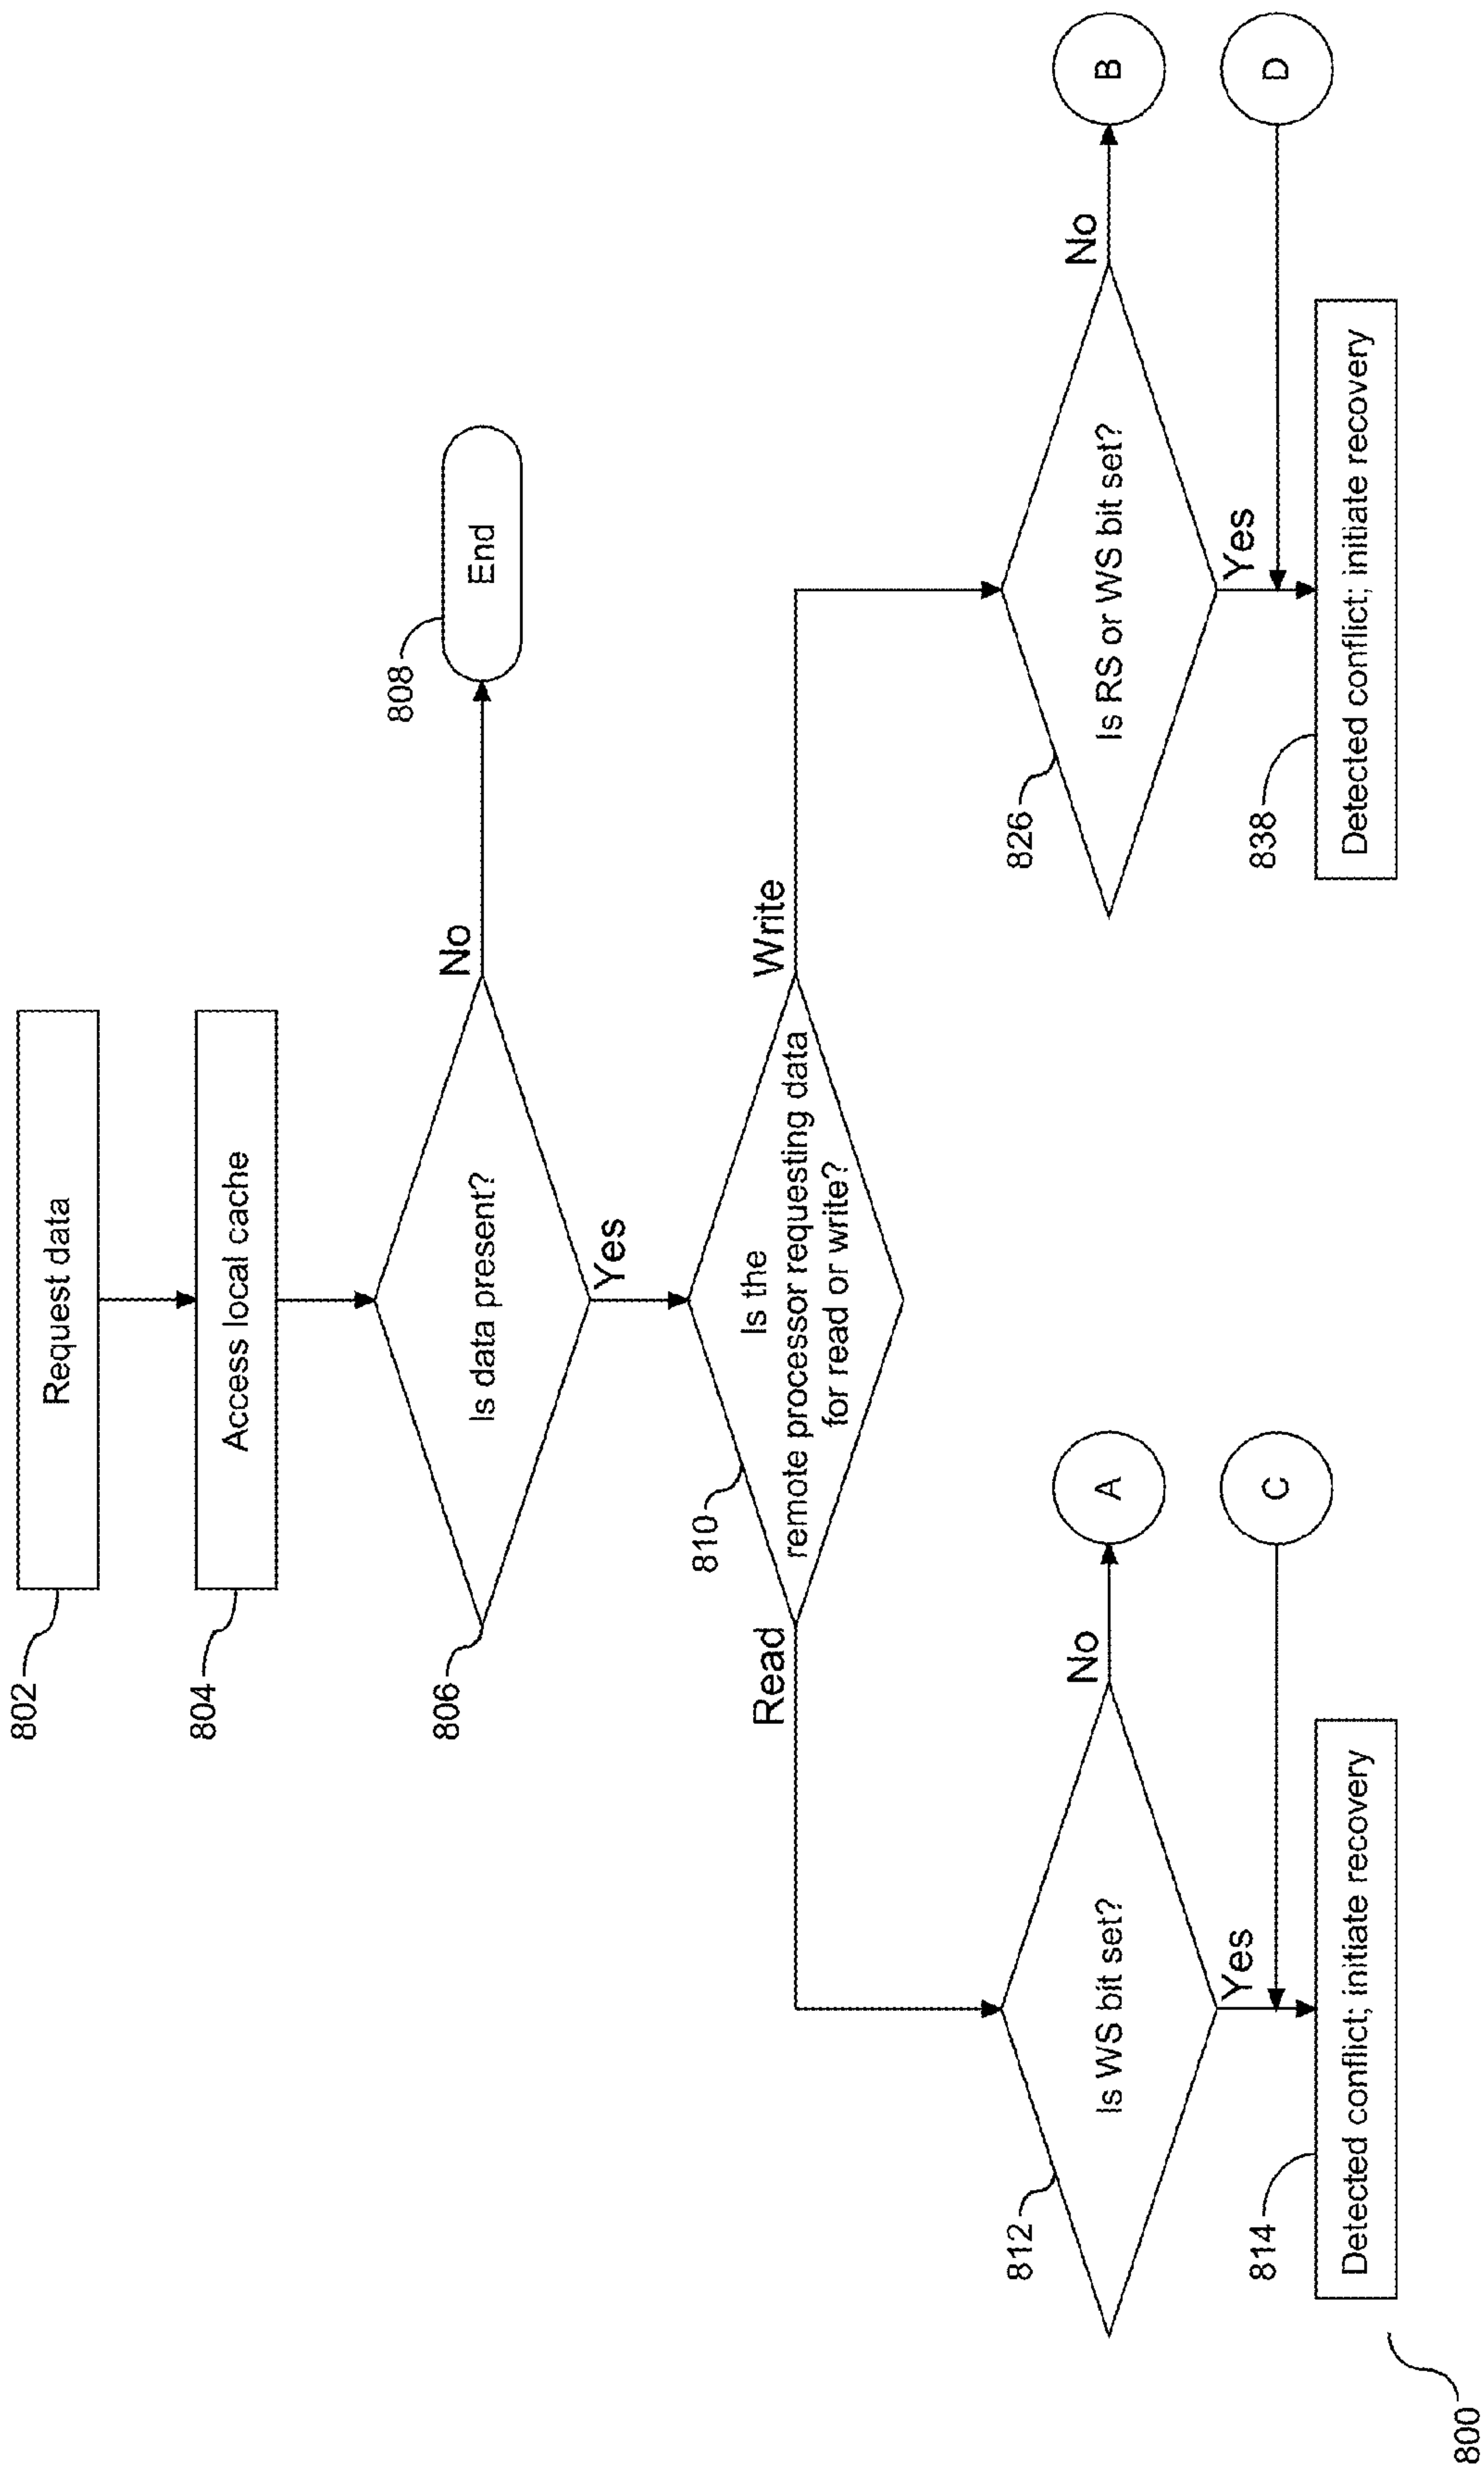 802
Request data
804
Access local cache
806
Is data present?
No
808
End
Yes
810
Is the
remote processor requesting data
for read or write?
Read
Write
812
Is WS bit set?
No
A
Yes
C
814
Detected conflict; initiate recovery
826
Is RS or WS bit set?
No
B
Yes
D
838
Detected conflict; initiate recovery
800